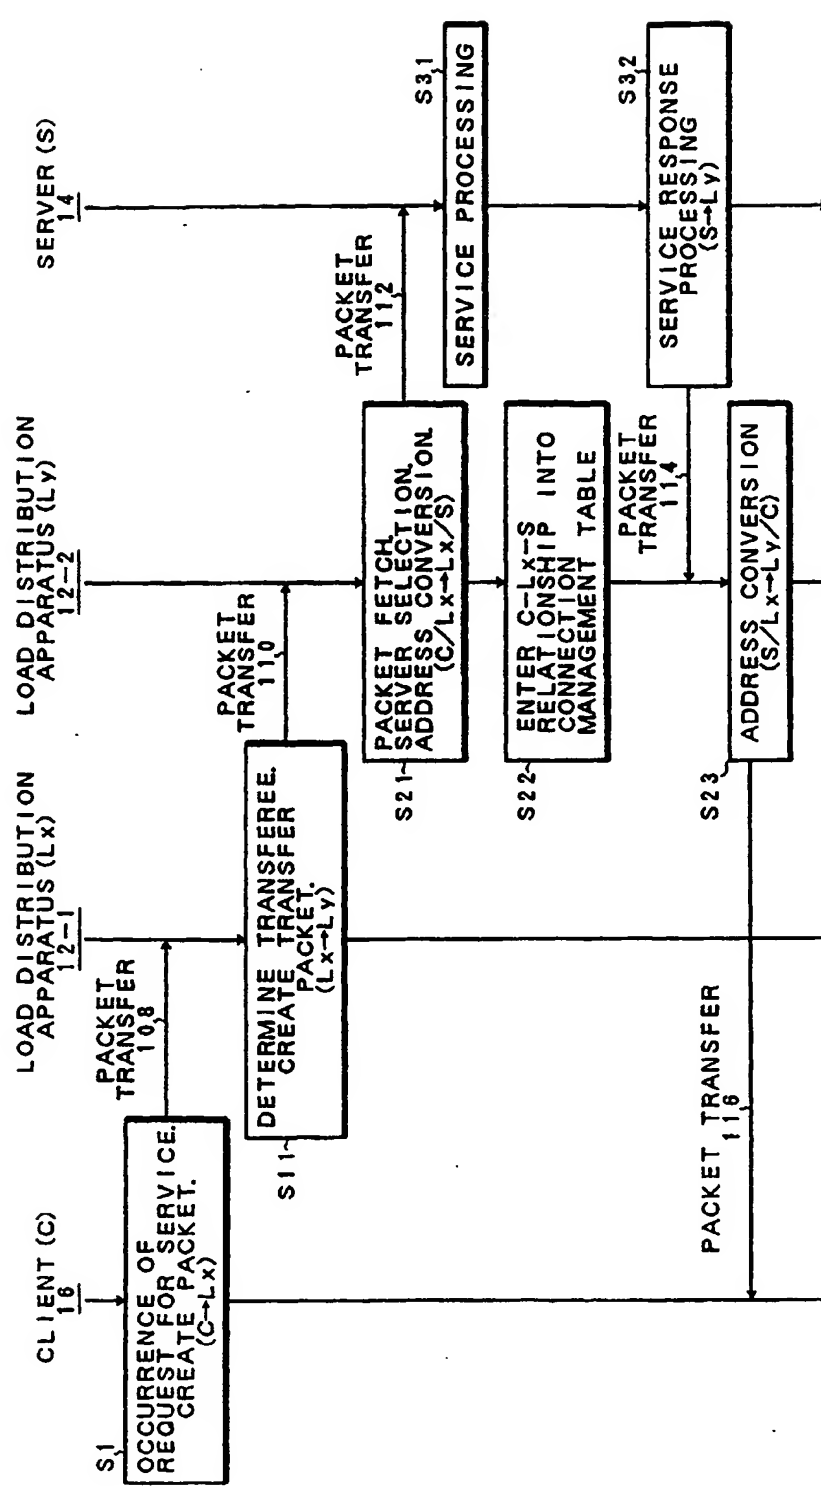 CLIENT (C)
16
LOAD DISTRIBUTION
APPARATUS (Lx)
12-1
LOAD DISTRIBUTION
APPARATUS (Ly)
12-2
SERVER (S)
14
S1
OCCURRENCE OF
REQUEST FOR SERVICE.
CREATE PACKET.
(C→Lx)
PACKET
TRANSFER
108
S11
DETERMINE TRANSFEREE.
CREATE TRANSFER
PACKET.
(Lx→Ly)
PACKET
TRANSFER
110
S21
PACKET FETCH.
SERVER SELECTION.
ADDRESS CONVERSION.
(C/Lx→Lx/S)
PACKET
TRANSFER
112
S31
SERVICE PROCESSING
S22
ENTER C-Lx-S
RELATIONSHIP INTO
CONNECTION
MANAGEMENT TABLE
S32
SERVICE RESPONSE
PROCESSING
(S→Ly)
PACKET
TRANSFER
114
S23
ADDRESS CONVERSION
(S/Lx→Ly/C)
PACKET TRANSFER
116